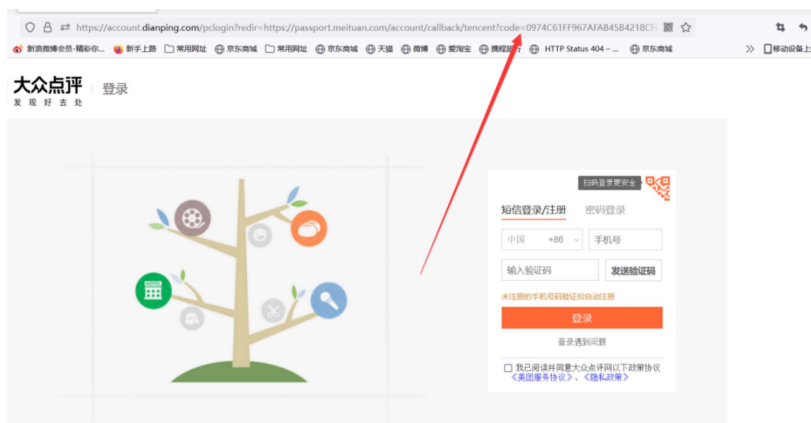 https://account.dianping.com/pclogin?redir=https://passport.meituan.com/account/callback/tencent?code=0974C61FF967AFAB45B4218C
新浪微博会员-精彩你... 新手上路 常用网址 京东商城 常用网址 京东商城 天猫 微博 爱淘宝 携程旅行 HTTP Status 404 – ... 京东商城 移动设备上
大众点评 登录
发现好去处
扫码登录更安全
短信登录/注册 密码登录
中国 +86 手机号
输入验证码 发送验证码
未注册的手机号码验证后自动注册
HOTEL
登录
登录遇到问题
我已阅读并同意大众点评网以下政策协议
《美团服务协议》、《隐私政策》